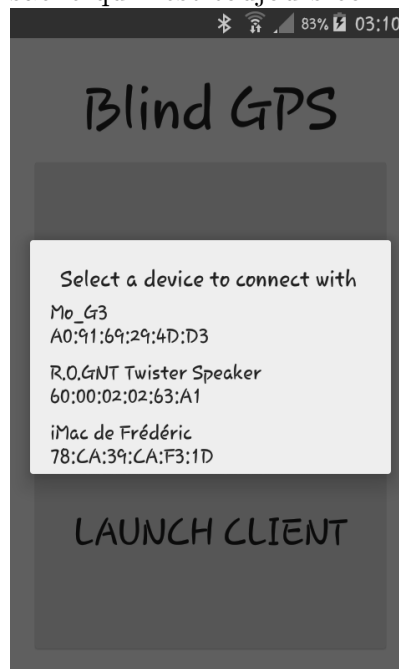 83% 03:10
Blind GPS
Select a device to connect with
Mo_G3
A0:91:69:29:4D:D3
R.O.GNT Twister Speaker
60:00:02:02:63:A1
iMac de Frédéric
78:CA:39:CA:F3:1D
LAUNCH CLIENT